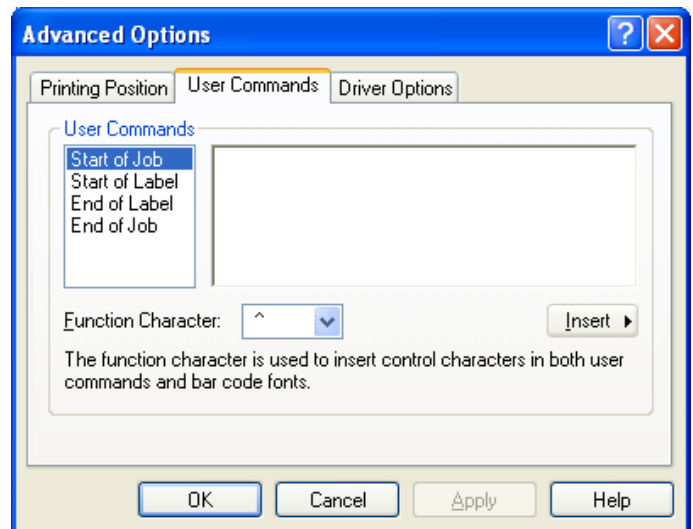 Advanced Options
Printing Position User Commands Driver Options
User Commands
Start of Job
Start of Label
End of Label
End of Job
Function Character: ^ Insert
The function character is used to insert control characters in both user
commands and bar code fonts.
OK Cancel Apply Help